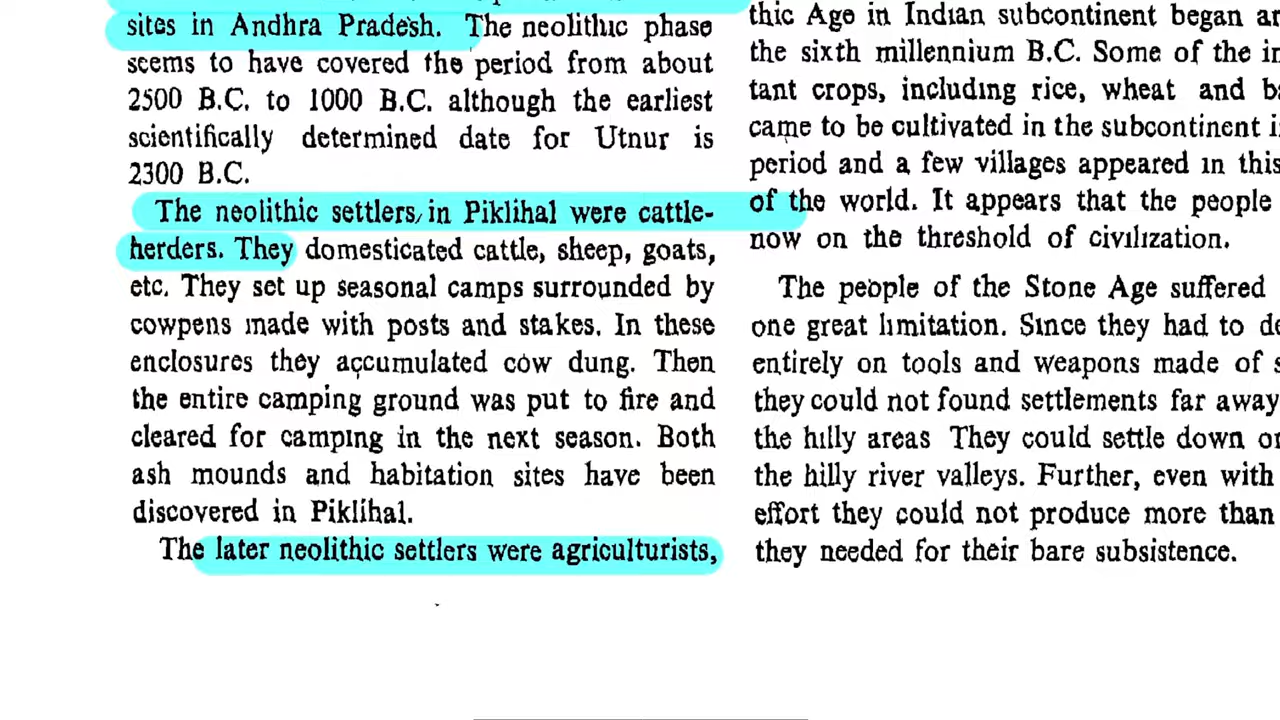 sites in Andhra Pradesh. The neolithic phase
seems to have covered the period from about
2500 B.C. to 1000 B.C. although the earliest
scientifically determined date for Utnur is
2300 B.C.
The neolithic settlers, in Piklihal were cattle-
herders. They domesticated cattle, sheep, goats,
etc. They set up seasonal camps surrounded by
cowpens made with posts and stakes. In these
enclosures they accumulated cow dung. Then
the entire camping ground was put to fire and
cleared for camping in the next season. Both
ash mounds and habitation sites have been
discovered in Piklihal.
The later neolithic settlers were agriculturists,
thic Age in Indian subcontinent began
the sixth millennium B.C. Some of the
tant crops, including rice, wheat and
came to be cultivated in the subcontinent
period and a few villages appeared in this
of the world. It appears that the people
now on the threshold of civilization.
The people of the Stone Age suffered
one great limitation. Since they had to
entirely on tools and weapons made of
they could not found settlements far away
the hilly areas They could settle down
the hilly river valleys. Further, even with
effort they could not produce more than
they needed for their bare subsistence.